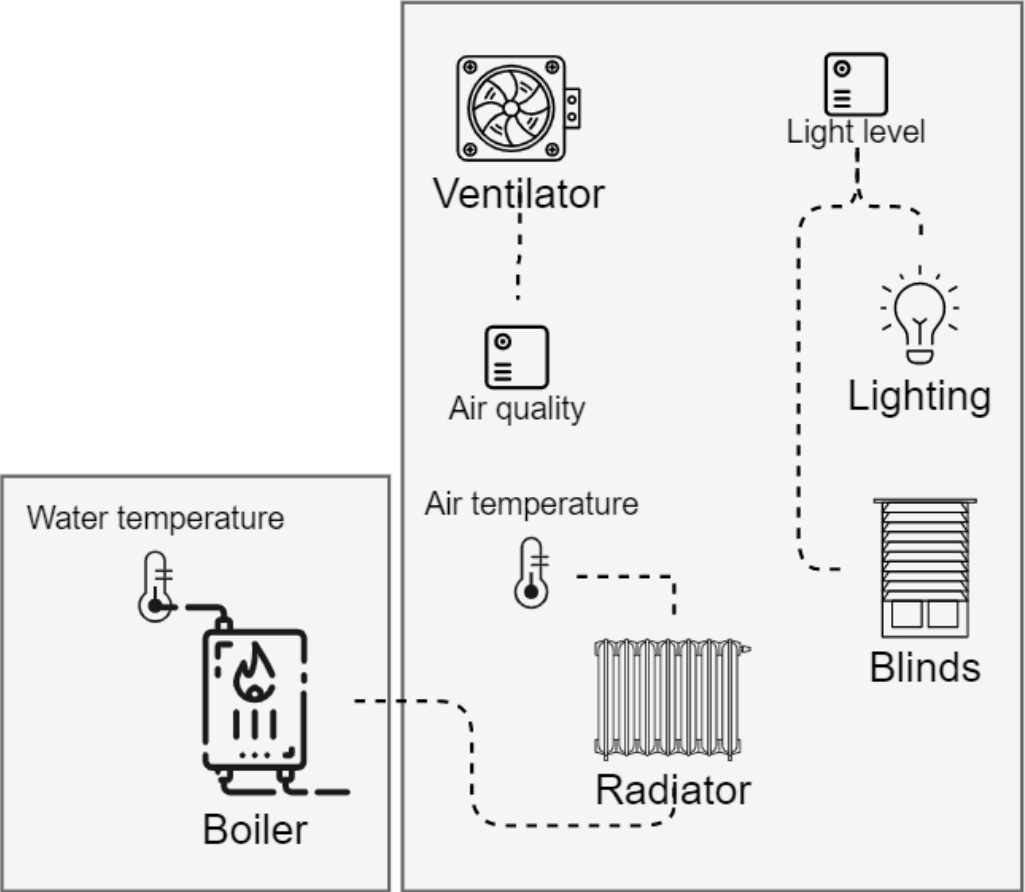 Ventilator
Light level
Lighting
Air quality
Air temperature
Water temperature
Blinds
Radiator
Boiler